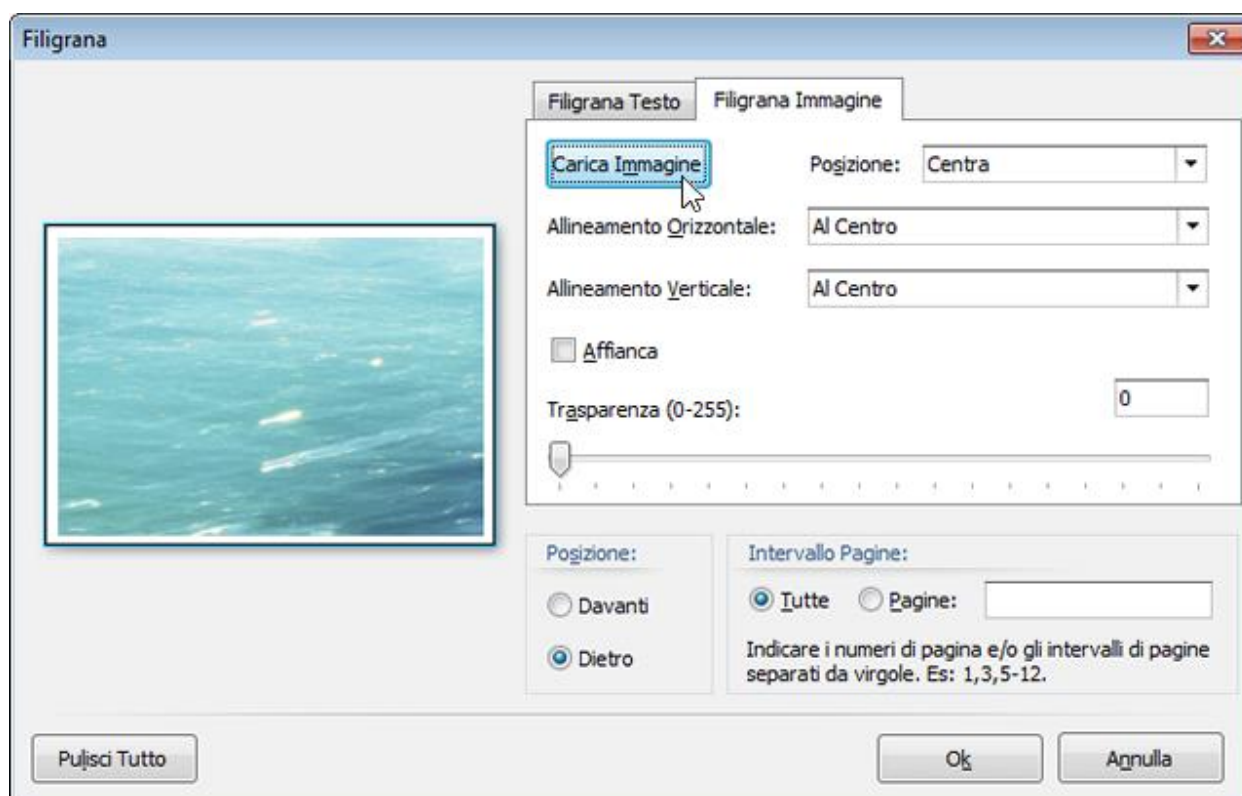 Filigrana
Filigrana Testo
Filigrana Immagine
Carica Immagine
Posizione:
Centra
Allineamento Orizzontale:
Al Centro
Allineamento Verticale:
Al Centro
Affianca
Trasparenza (0-255):
0
Posizione:
Davanti
Dietro
Intervallo Pagine:
Tutte
Pagine:
Indicare i numeri di pagina e/o gli intervalli di pagine
separati da virgole. Es: 1,3,5-12.
Pulisci Tutto
Ok
Annulla